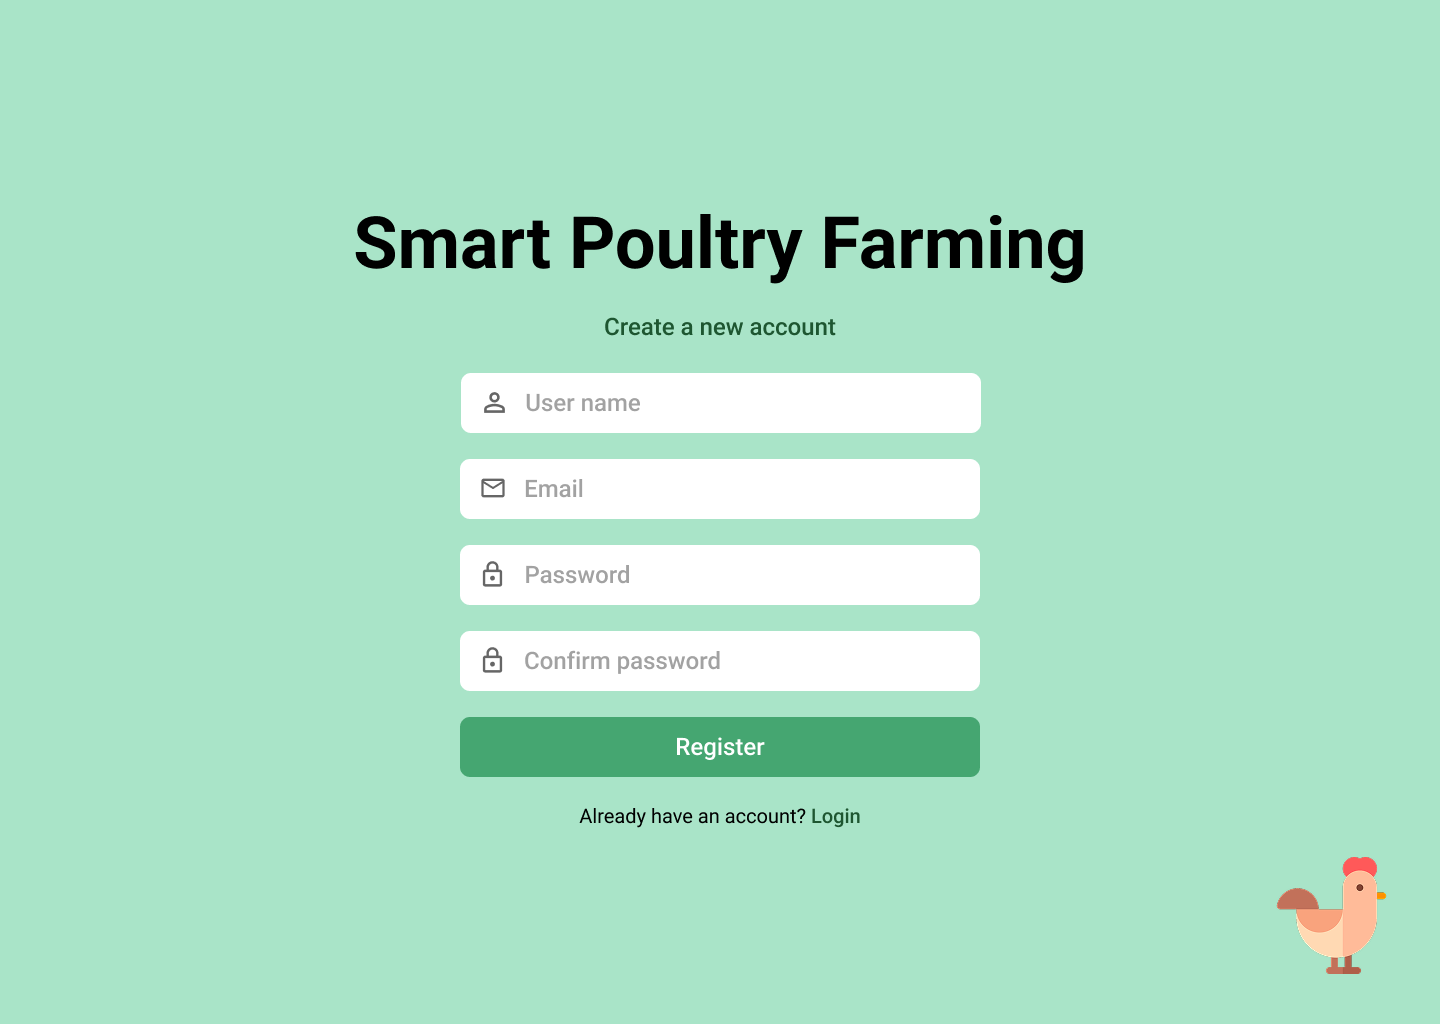 Smart Poultry Farming
Create a new account
User name
Email
Password
Confirm password
Register
Already have an account? Login